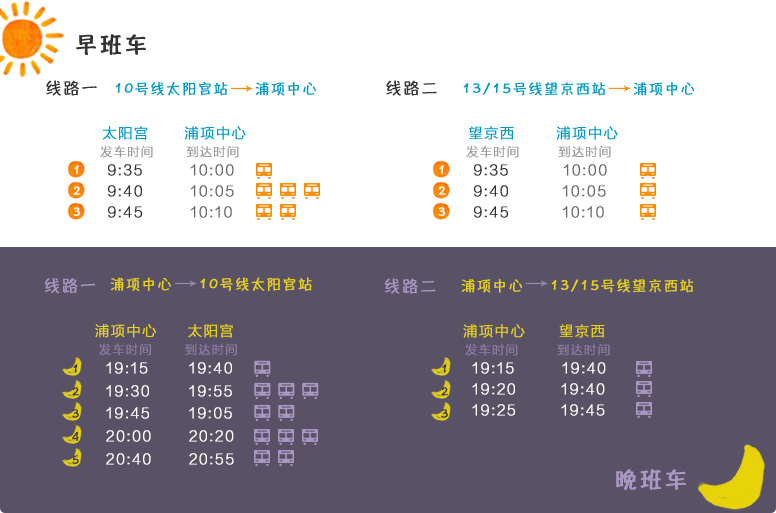 早班车
线路一 10号线太阳宫站→浦项中心
太阳宫 浦项中心
发车时间 到达时间
1 9:35 10:00
2 9:40 10:05
3 9:45 10:10
线路二 13/15号线望京西站→浦项中心
望京西 浦项中心
发车时间 到达时间
1 9:35 10:00
2 9:40 10:05
3 9:45 10:10
线路一 浦项中心→10号线太阳宫站
浦项中心 太阳宫
发车时间 到达时间
1 19:15 19:40
2 19:30 19:55
3 19:45 19:05
4 20:00 20:20
5 20:40 20:55
线路二 浦项中心→13/15号线望京西站
浦项中心 望京西
发车时间 到达时间
1 19:15 19:40
2 19:20 19:40
3 19:25 19:45
晚班车